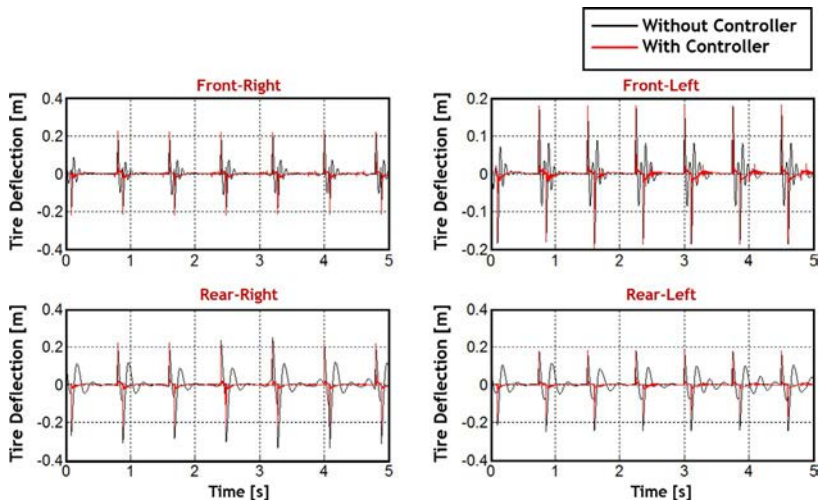 Without Controller
With Controller
Front-Right
Tire Deflection [m]
0.4
0.2
0
-0.2
-0.4
0 1 2 3 4 5
Front-Left
Tire Deflection [m]
0.2
0.1
0
-0.1
-0.2
0 1 2 3 4 5
Rear-Right
Tire Deflection [m]
0.4
0.2
0
-0.2
-0.4
0 1 2 3 4 5
Time [s]
Rear-Left
Tire Deflection [m]
0.4
0.2
0
-0.2
-0.4
0 1 2 3 4 5
Time [s]